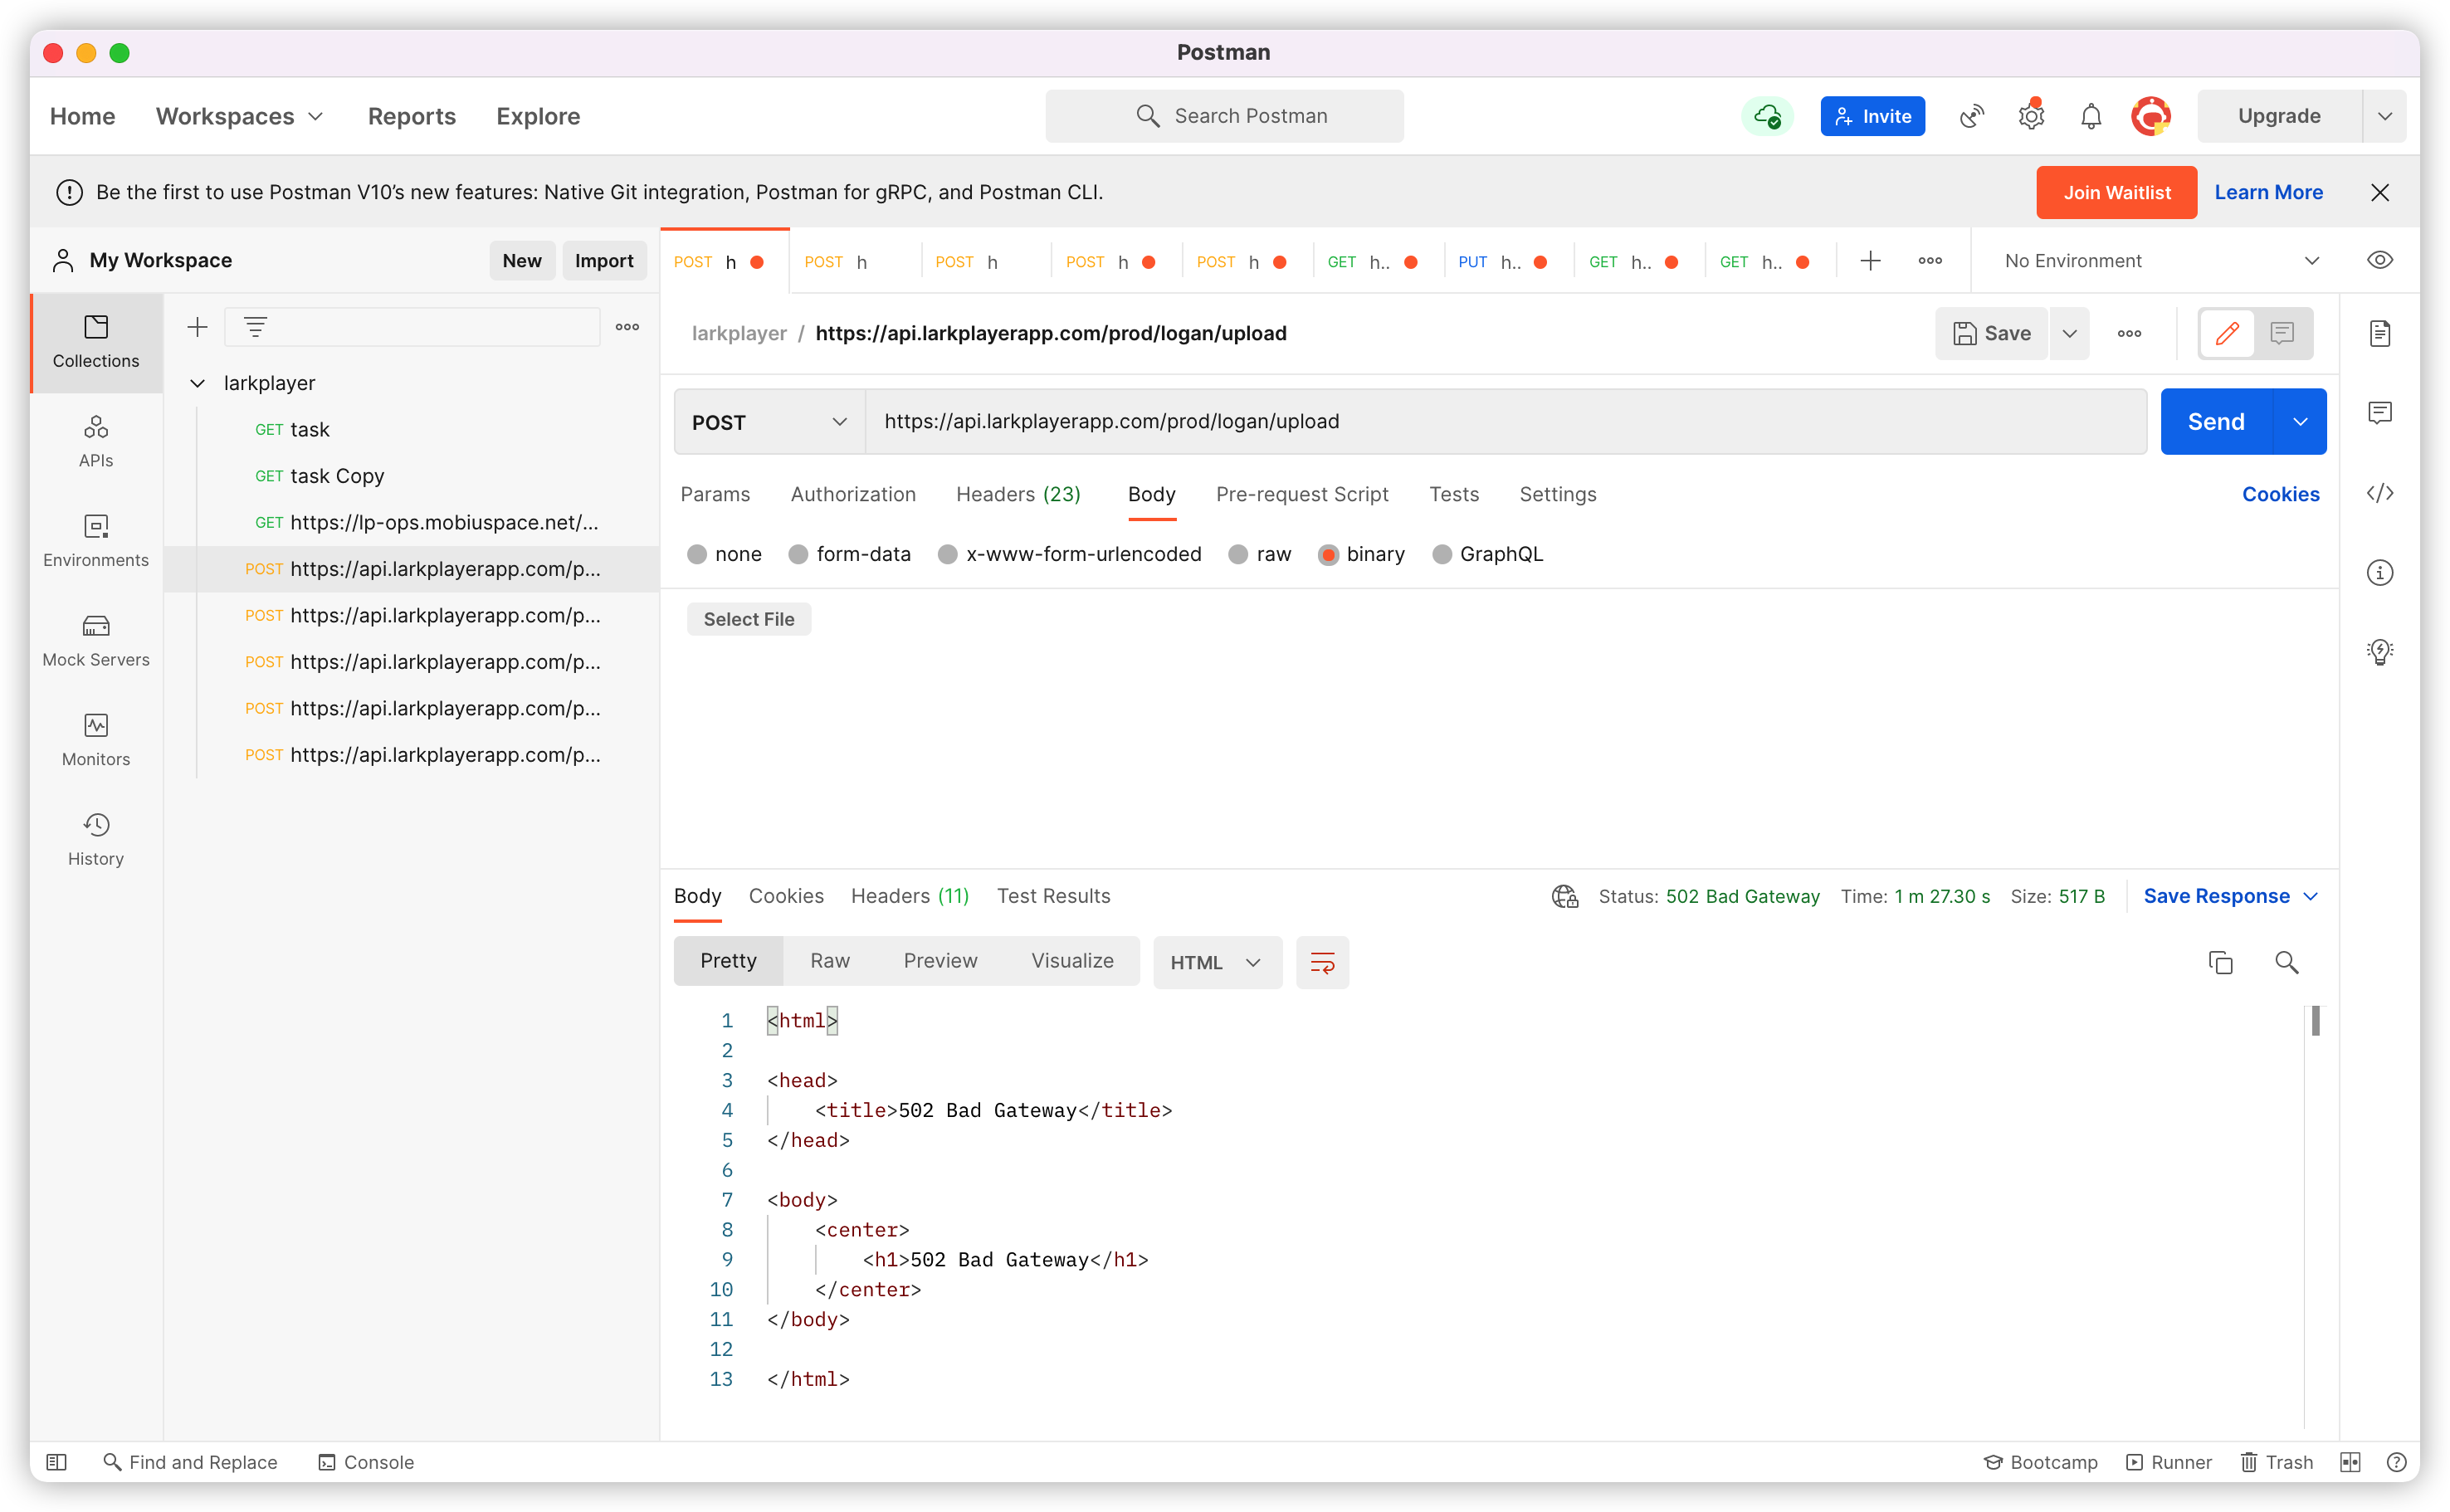 Postman
Home Workspaces Reports Explore Search Postman Invite Upgrade
Be the first to use Postman V10’s new features: Native Git integration, Postman for gRPC, and Postman CLI. Join Waitlist Learn More
My Workspace New Import
POST h POST h POST h POST h POST h GET h.. PUT h.. GET h.. GET h.. No Environment
Collections
APIs
Environments
Mock Servers
Monitors
History
larkplayer
GET task
GET task Copy
GET https://lp-ops.mobiuspace.net/...
POST https://api.larkplayerapp.com/p...
POST https://api.larkplayerapp.com/p...
POST https://api.larkplayerapp.com/p...
POST https://api.larkplayerapp.com/p...
POST https://api.larkplayerapp.com/p...
larkplayer / https://api.larkplayerapp.com/prod/logan/upload Save
POST https://api.larkplayerapp.com/prod/logan/upload Send
Params Authorization Headers (23) Body Pre-request Script Tests Settings Cookies
none form-data x-www-form-urlencoded raw binary GraphQL
Select File
Body Cookies Headers (11) Test Results Status: 502 Bad Gateway Time: 1 m 27.30 s Size: 517 B Save Response
Pretty Raw Preview Visualize HTML
1 <html>
2
3 <head>
4 <title>502 Bad Gateway</title>
5 </head>
6
7 <body>
8 <center>
9 <h1>502 Bad Gateway</h1>
10 </center>
11 </body>
12
13 </html>
Find and Replace Console Bootcamp Runner Trash